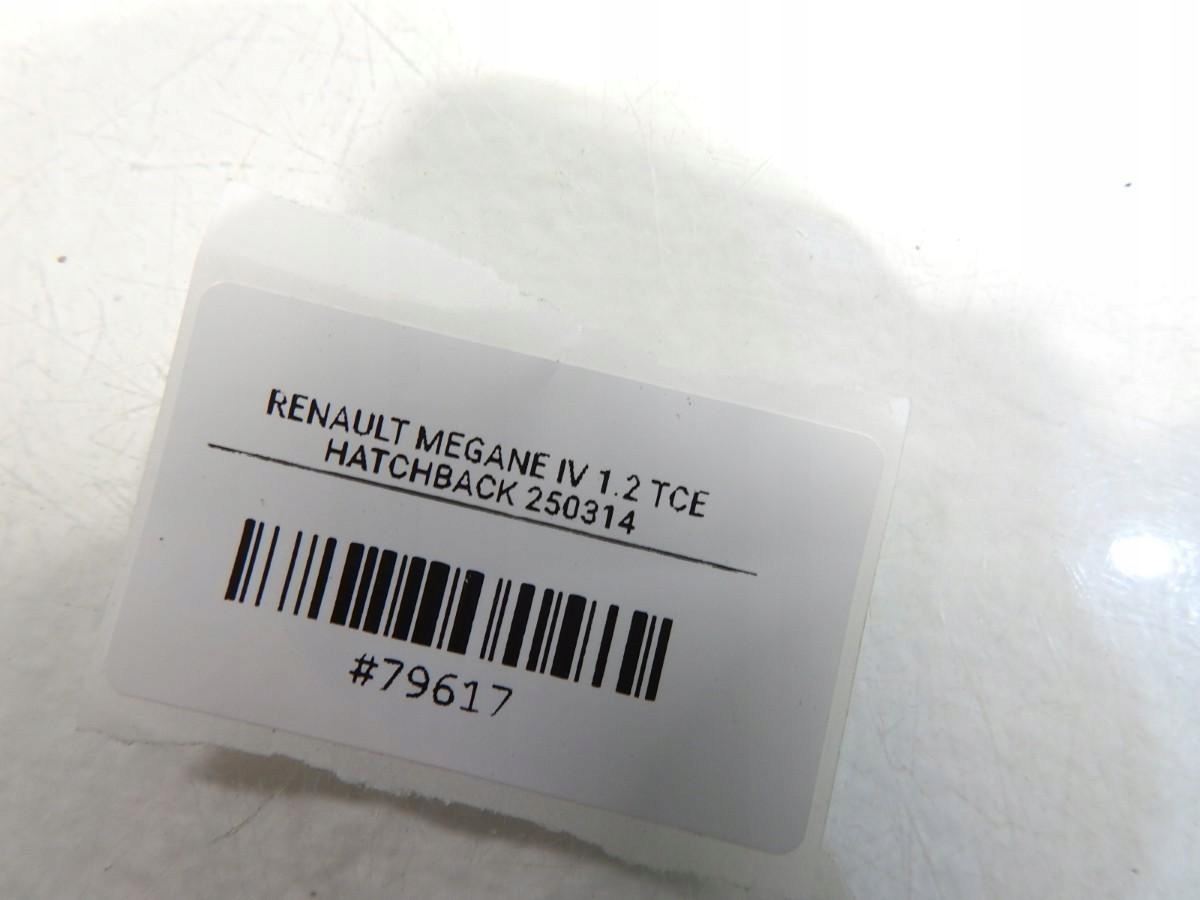 RENAULT MEGANE IV 1.2 TCE
HATCHBACK 250314
#79617